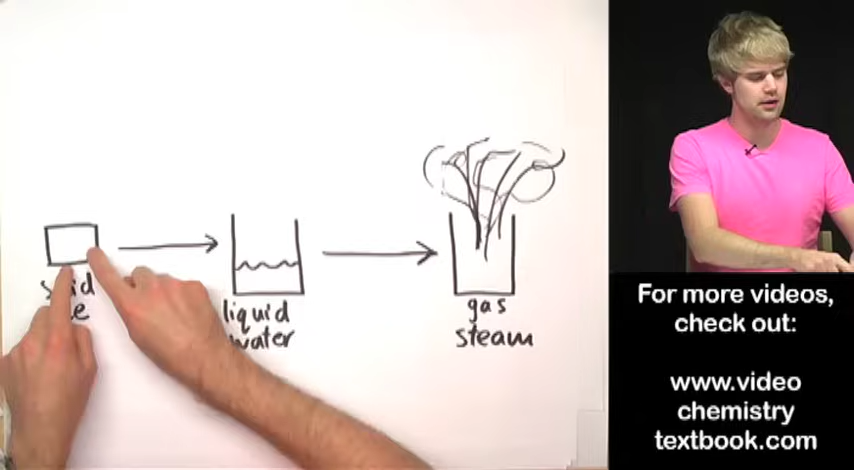 liquid
water
gas
steam
For more videos,
check out:
www.video
chemistry
textbook.com